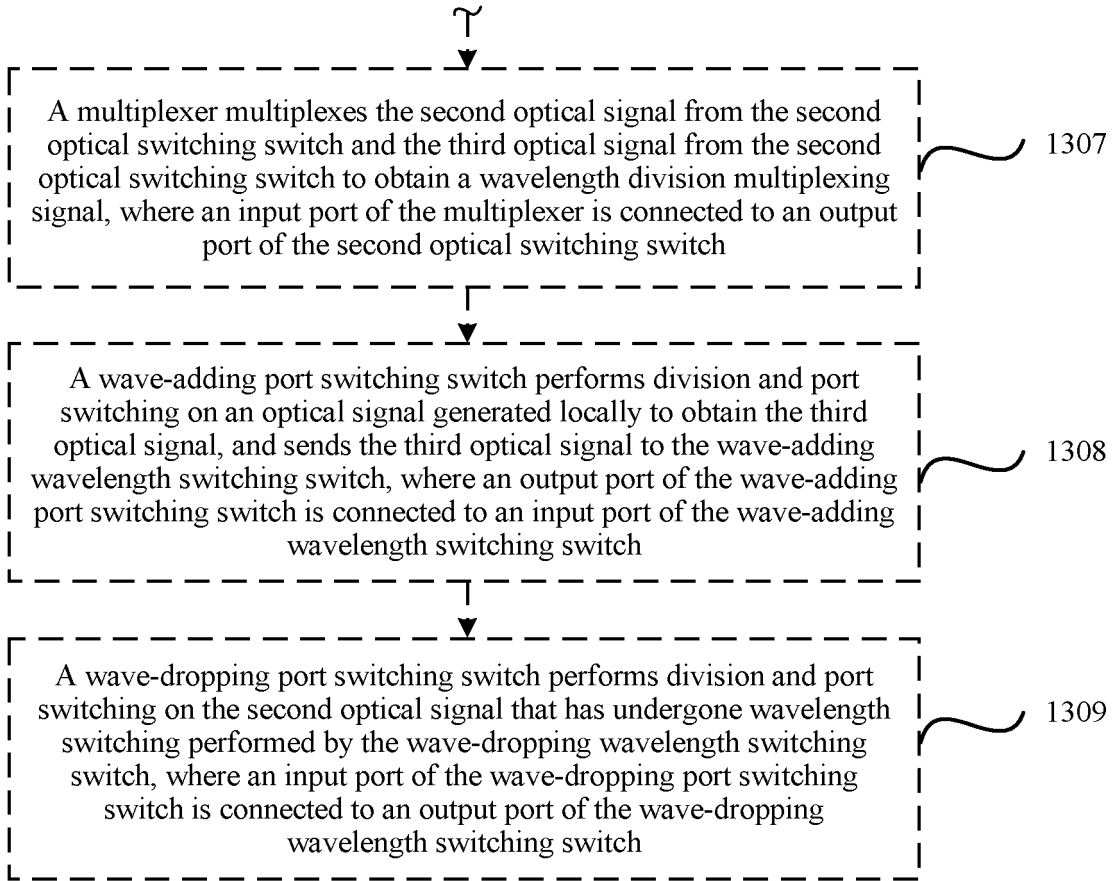 A multiplexer multiplexes the second optical signal from the second
optical switching switch and the third optical signal from the second
optical switching switch to obtain a wavelength division multiplexing
signal, where an input port of the multiplexer is connected to an output
port of the second optical switching switch
1307
A wave-adding port switching switch performs division and port
switching on an optical signal generated locally to obtain the third
optical signal, and sends the third optical signal to the wave-adding
wavelength switching switch, where an output port of the wave-adding
port switching switch is connected to an input port of the wave-adding
wavelength switching switch
1308
A wave-dropping port switching switch performs division and port
switching on the second optical signal that has undergone wavelength
switching performed by the wave-dropping wavelength switching
switch, where an input port of the wave-dropping port switching
switch is connected to an output port of the wave-dropping
wavelength switching switch
1309